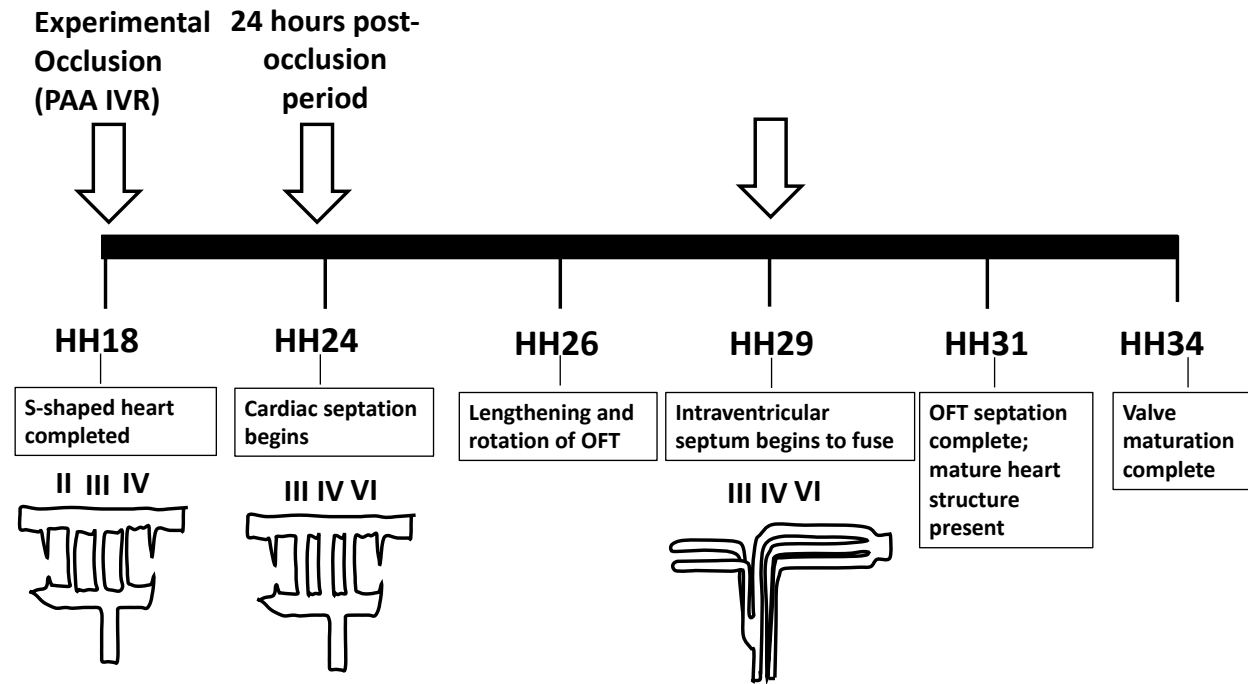 Experimental
Occlusion
(PAA IVR)
24 hours post-
occlusion
period
HH18
HH24
HH26
HH29
HH31
HH34
S-shaped heart
completed
Cardiac septation
begins
Lengthening and
rotation of OFT
Intraventricular
septum begins to fuse
OFT septation
complete;
mature heart
structure
present
Valve
maturation
complete
II III IV
III IV VI
III IV VI